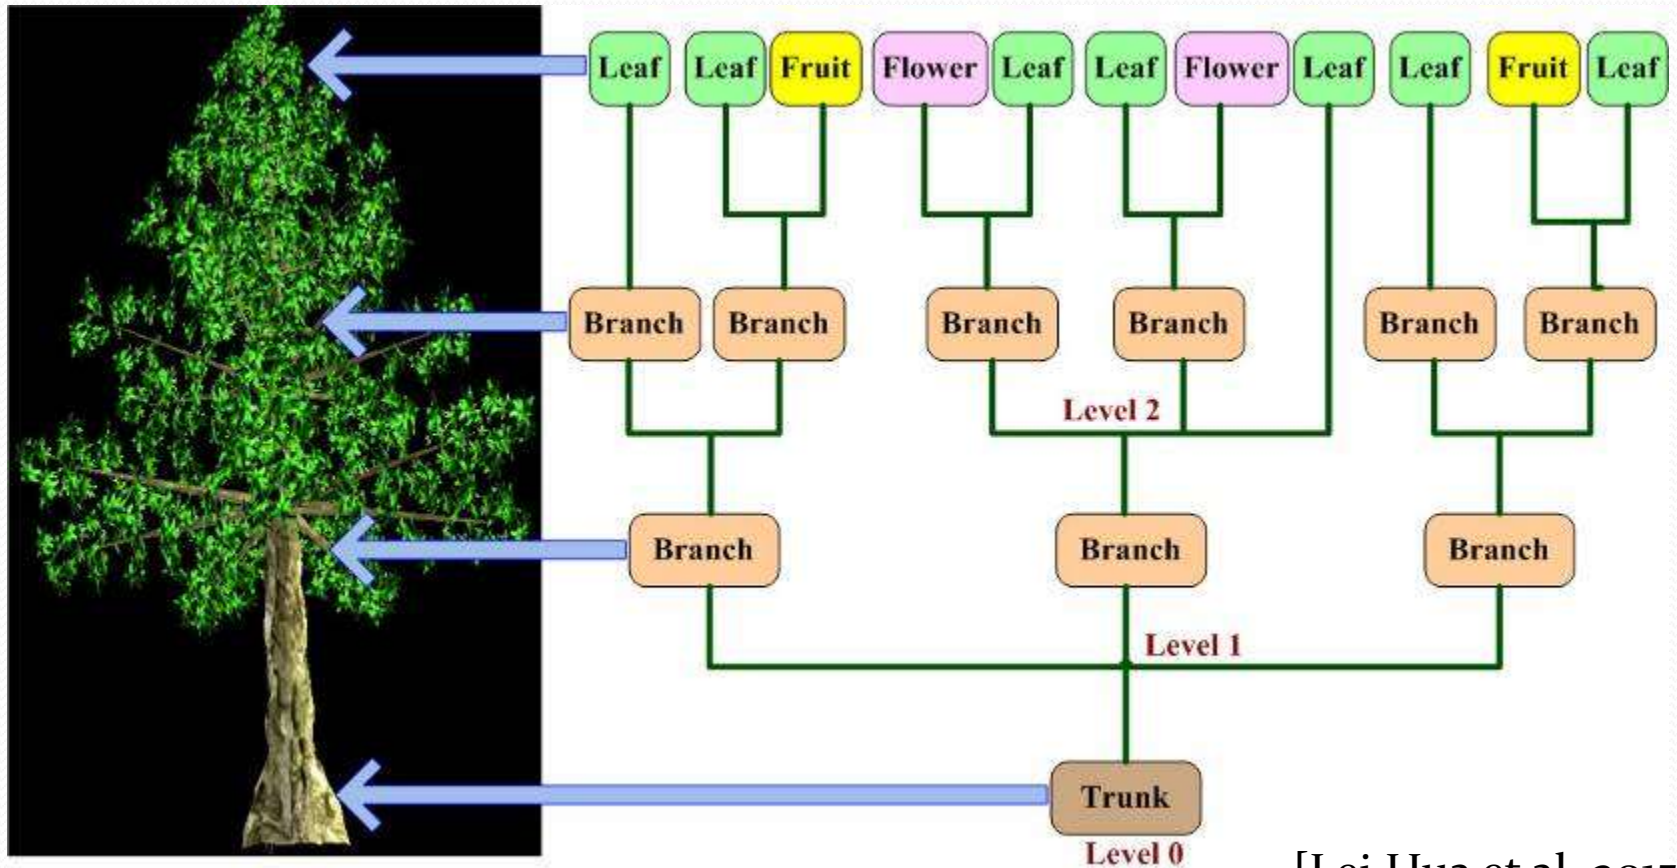 Leaf Leaf Fruit Flower Leaf Leaf Flower Leaf Leaf Fruit Leaf
Branch Branch Branch Branch Branch Branch
Level 2
Branch Branch Branch
Level 1
Trunk
Level 0